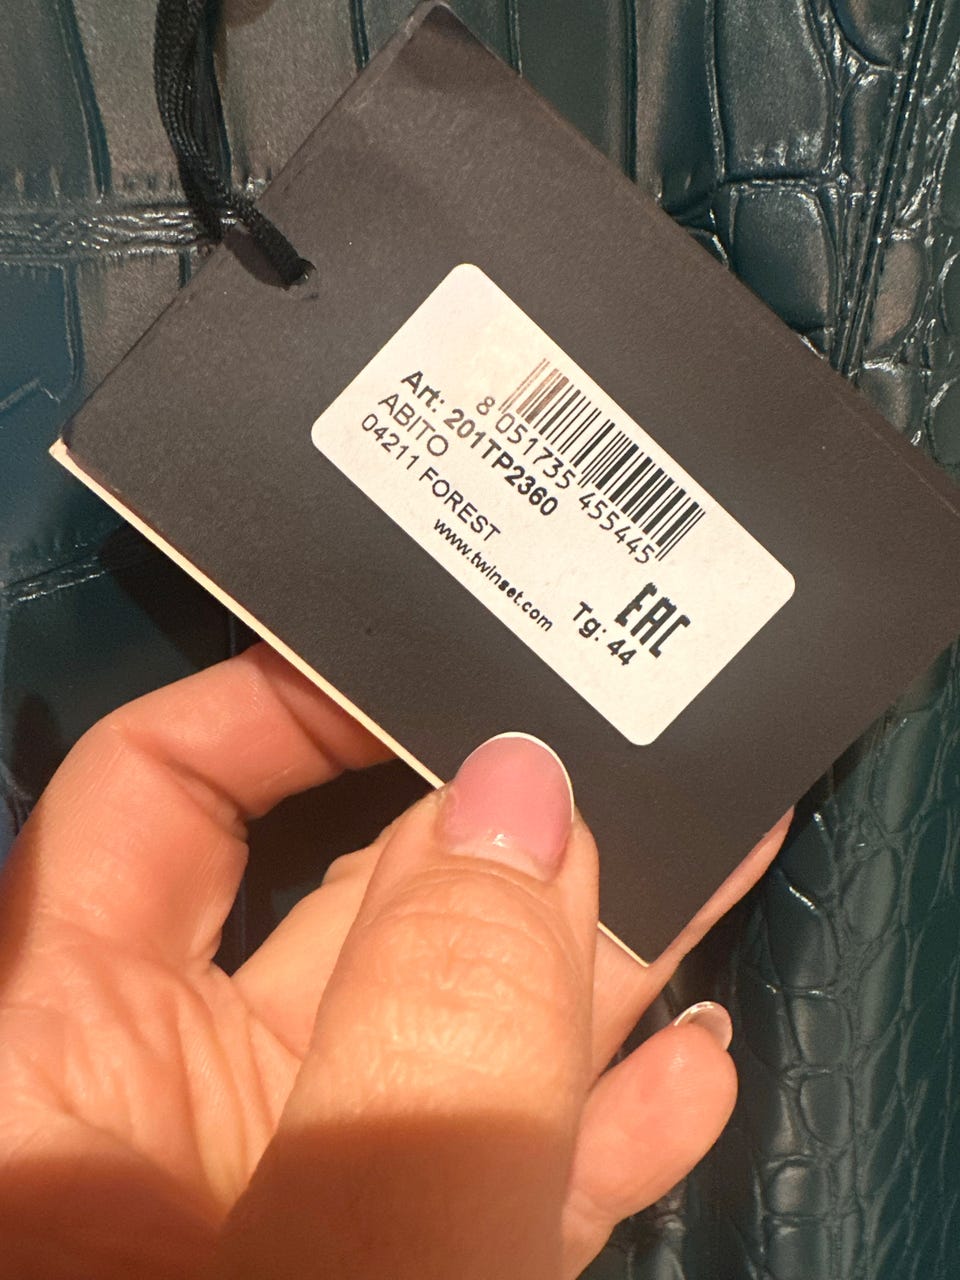 8 051735 455445
Art: 201TP2360
ABITO
04211 FOREST
www.twinset.com
Tg: 44
EAC